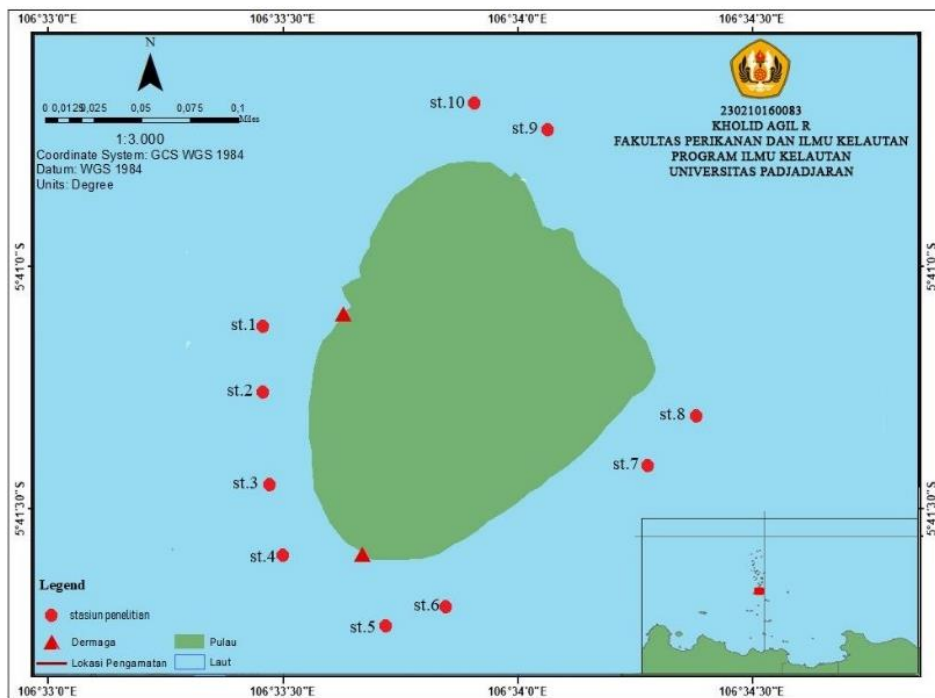 106°33'0"E 106°33'30"E 106°34'0"E 106°34'30"E
N
0 0,0125 0,025 0,05 0,075 0,1
Miles
1:3.000
Coordinate System: GCS WGS 1984
Datum: WGS 1984
Units: Degree
230210160083
KHOLID AGIL R
FAKULTAS PERIKANAN DAN ILMU KELAUTAN
PROGRAM ILMU KELAUTAN
UNIVERSITAS PADJADJARAN
st.10
st.9
5°41'0"S 5°41'0"S
st.1
st.2
st.8
st.7
st.3
5°41'30"S 5°41'30"S
st.4
st.6
st.5
Legend
stasiun penelitian
Dermaga
Lokasi Pengamatan
Pulau
Laut
106°33'0"E 106°33'30"E 106°34'0"E 106°34'30"E